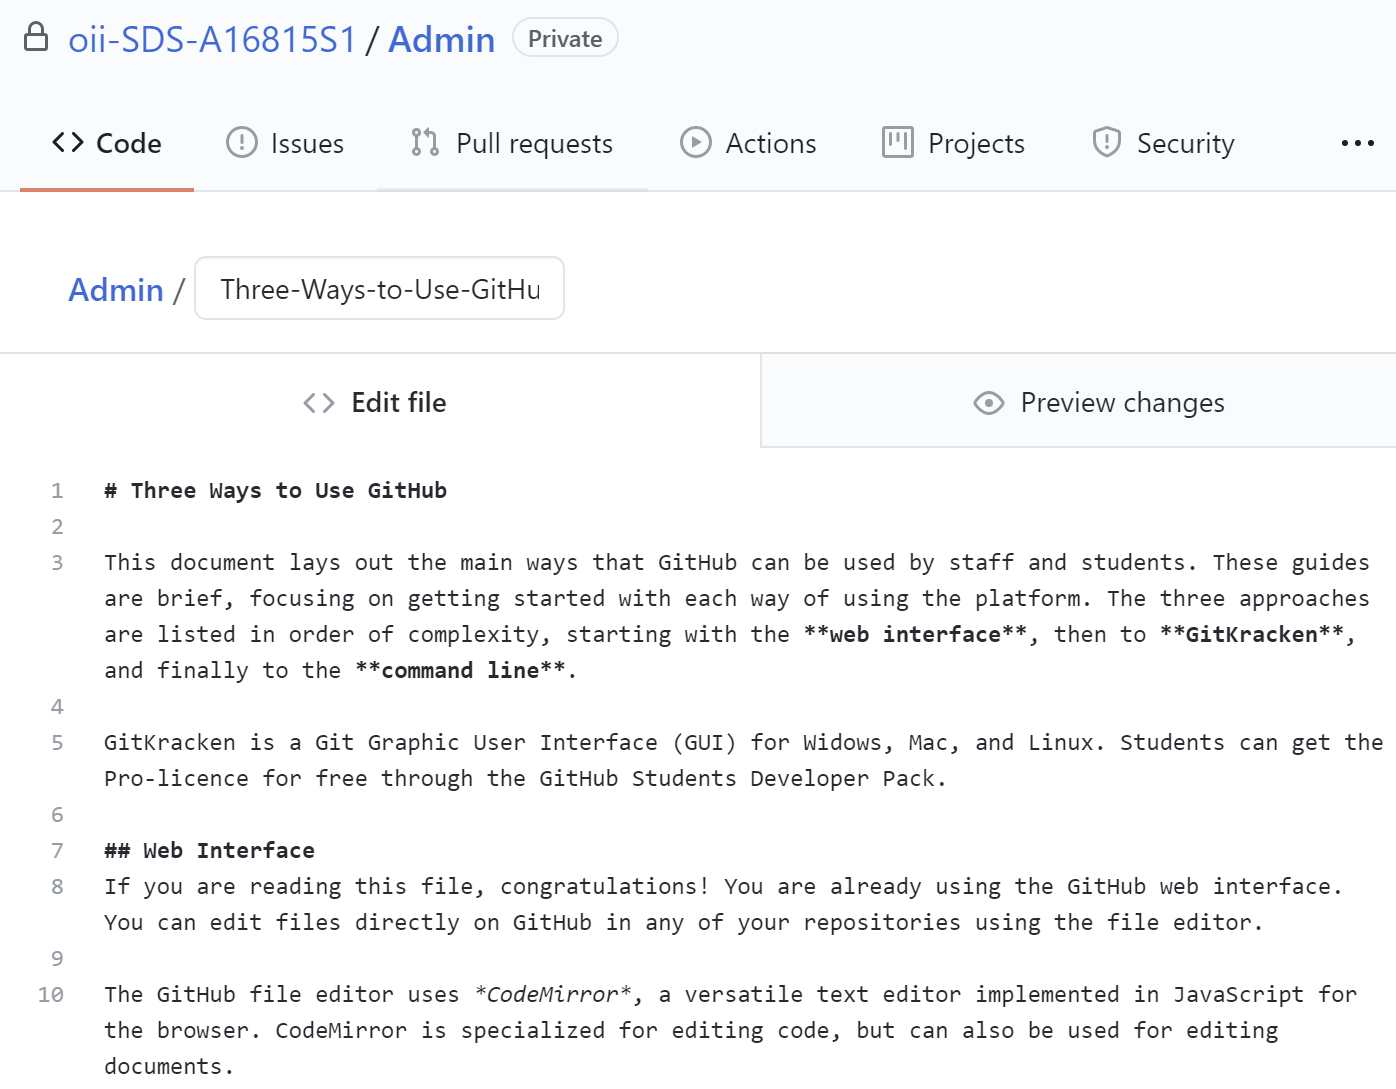 oii-SDS-A16815S1 / Admin Private
Code Issues Pull requests Actions Projects Security ...
Admin / Three-Ways-to-Use-GitHu
Edit file Preview changes
1 # Three Ways to Use GitHub
2
3 This document lays out the main ways that GitHub can be used by staff and students. These guides
are brief, focusing on getting started with each way of using the platform. The three approaches
are listed in order of complexity, starting with the **web interface**, then to **GitKracken**,
and finally to the **command line**.
4
5 GitKracken is a Git Graphic User Interface (GUI) for Widows, Mac, and Linux. Students can get the
Pro-licence for free through the GitHub Students Developer Pack.
6
7 ## Web Interface
8 If you are reading this file, congratulations! You are already using the GitHub web interface.
You can edit files directly on GitHub in any of your repositories using the file editor.
9
10 The GitHub file editor uses *CodeMirror*, a versatile text editor implemented in JavaScript for
the browser. CodeMirror is specialized for editing code, but can also be used for editing
documents.